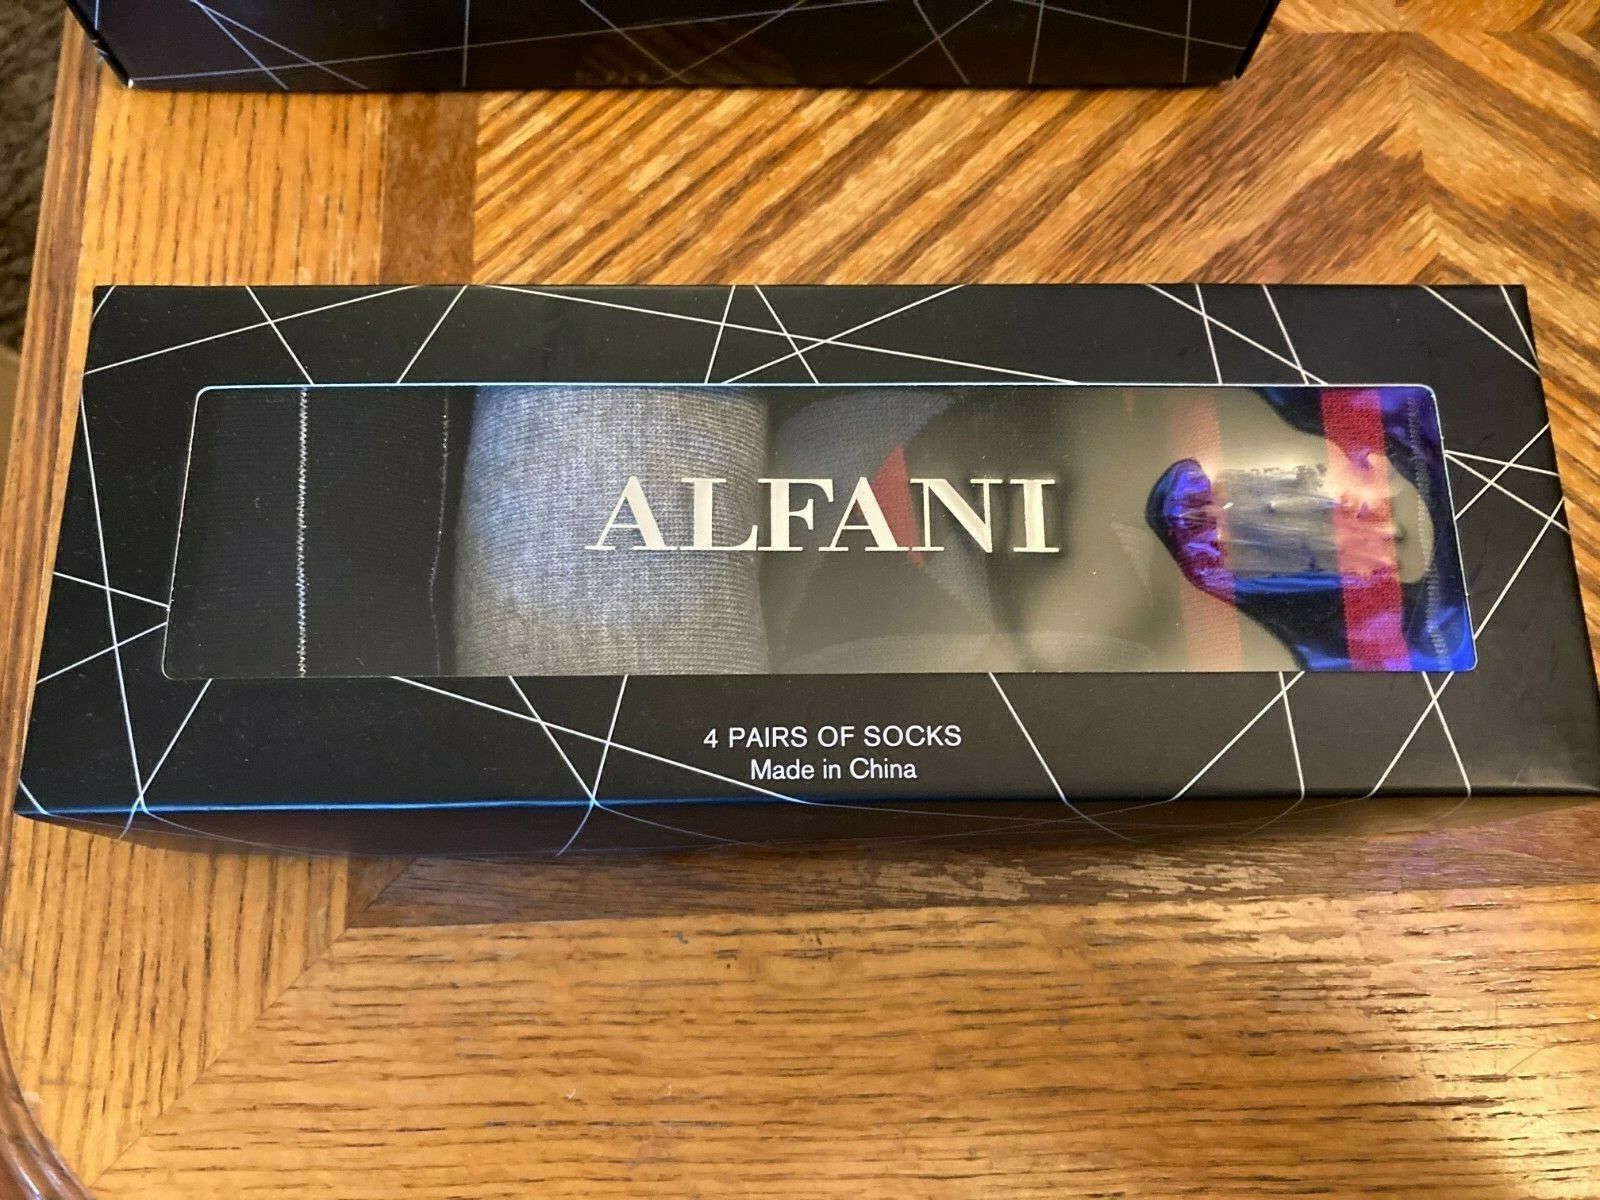 ALFANI
4 PAIRS OF SOCKS
Made in China